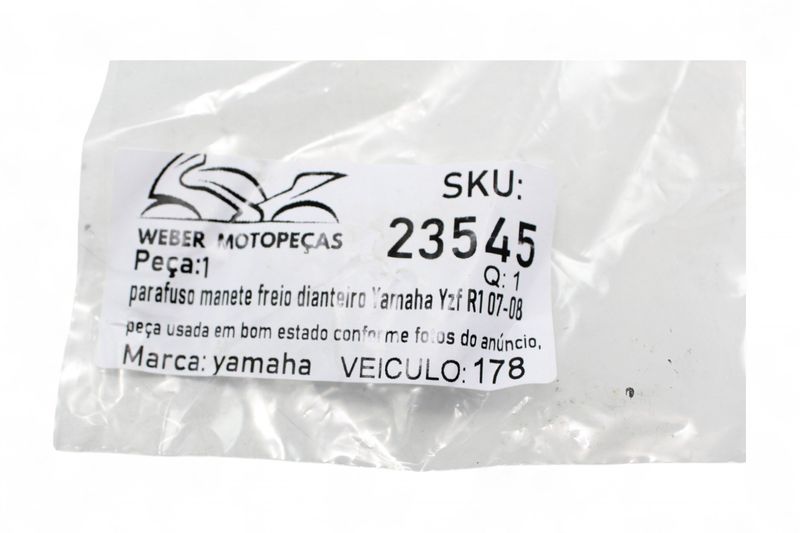 WEBER MOTOPEÇAS
SKU:
23545
Peça:1
Q: 1
parafuso manete freio dianteiro Yamaha Yzf R1 07-08
peça usada em bom estado conforme fotos do anúncio.
Marca: yamaha VEICULO: 178